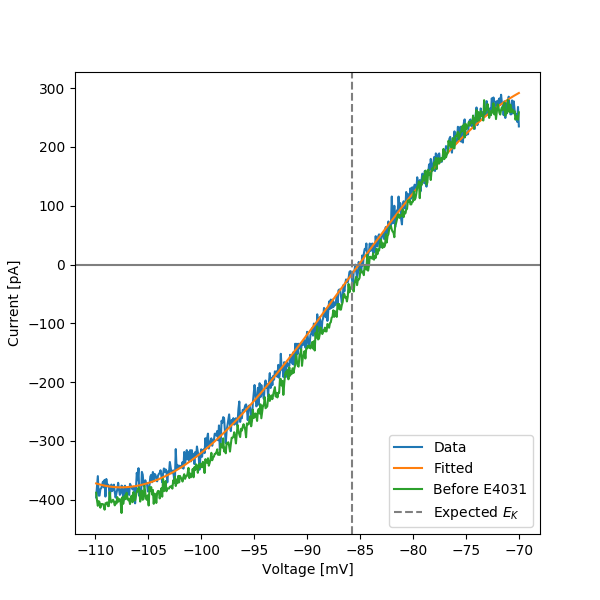 300
200
100
0
−100
−200
−300
−400
Current [pA]
Data
Fitted
Before E4031
Expected $E_K$
−110
−105
−100
−95
−90
−85
−80
−75
−70
Voltage [mV]